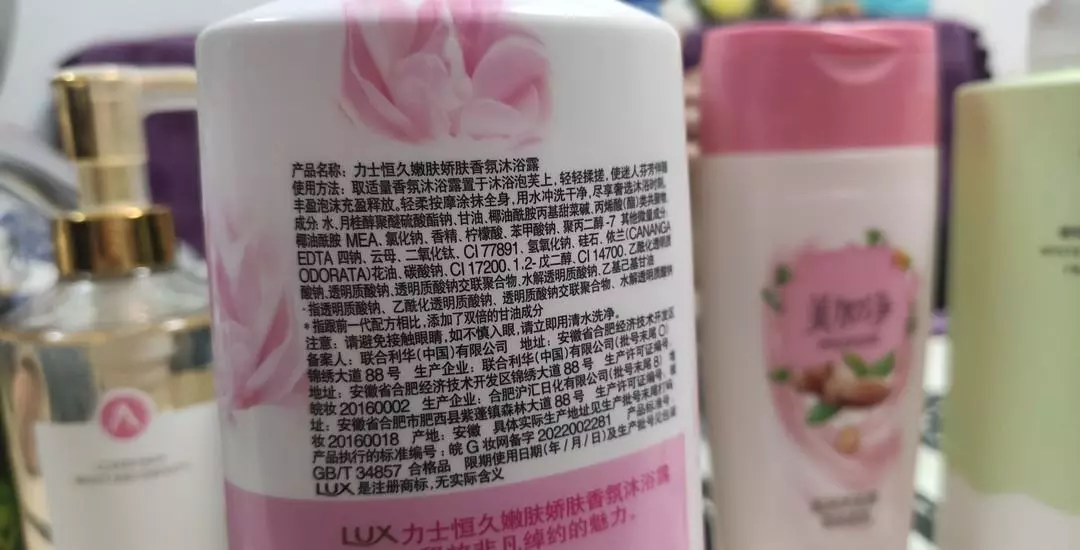 产品名称：力士恒久嫩肤娇肤香氛沐浴露
使用方法：取适量香氛沐浴露置于沐浴泡芙上，轻轻揉搓，使迷人芬芳伴随
丰盈泡沫充盈释放，轻柔按摩涂抹全身，用水冲洗干净，尽享奢选沐浴时刻。
成分：水、月桂醇聚醚硫酸酯钠、甘油、椰油酰胺丙基甜菜碱、丙烯酸（酯）类共聚物、
椰油酰胺 MEA、氯化钠、香精、柠檬酸、苯甲酸钠、聚丙二醇-7 其他微量成分：
EDTA 四钠、云母、二氧化钛、CI 77891、氢氧化钠、硅石、依兰(CANANGA
ODORATA)花油、碳酸钠、CI 17200、1,2-戊二醇、CI 14700、乙酰化透明质
酸钠、透明质酸钠、透明质酸钠交联聚合物、水解透明质酸钠、乙基己基甘油
·指透明质酸钠、乙酰化透明质酸钠、透明质酸钠交联聚合物、水解透明质酸钠
*指跟前一代配方相比，添加了双倍的甘油成分
注意：请避免接触眼睛，如不慎入眼，请立即用清水洗净。
备案人：联合利华(中国)有限公司 地址：安徽省合肥经济技术开发区
锦绣大道 88 号 生产企业：联合利华(中国)有限公司(批号末尾 C)
地址：安徽省合肥经济技术开发区锦绣大道 88 号 生产许可证编号：
皖妆 20160002 生产企业：合肥沪汇日化有限公司(批号末尾 B) 地
址：安徽省合肥市肥西县紫蓬镇森林大道 88 号 生产许可证编号：皖
妆 20160018 产地：安徽 具体实际生产地址见生产批号末尾字码
产品执行的标准编号：皖 G 妆网备字 2022002281 产品标准号：
GB/T 34857 合格品 限期使用日期(年/月/日)及生产批号见包装
LUX 是注册商标，无实际含义
LUX 力士恒久嫩肤娇肤香氛沐浴露
非凡绰约的魅力。
美加净